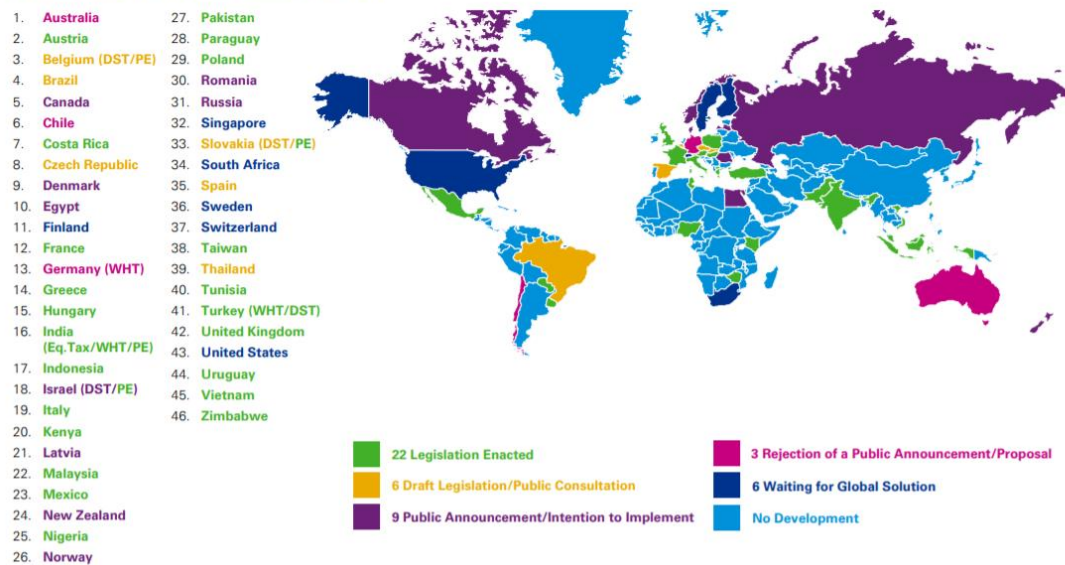 1. Australia
2. Austria
3. Belgium (DST/PE)
4. Brazil
5. Canada
6. Chile
7. Costa Rica
8. Czech Republic
9. Denmark
10. Egypt
11. Finland
12. France
13. Germany (WHT)
14. Greece
15. Hungary
16. India
(Eq.Tax/WHT/PE)
17. Indonesia
18. Israel (DST/PE)
19. Italy
20. Kenya
21. Latvia
22. Malaysia
23. Mexico
24. New Zealand
25. Nigeria
26. Norway
27. Pakistan
28. Paraguay
29. Poland
30. Romania
31. Russia
32. Singapore
33. Slovakia (DST/PE)
34. South Africa
35. Spain
36. Sweden
37. Switzerland
38. Taiwan
39. Thailand
40. Tunisia
41. Turkey (WHT/DST)
42. United Kingdom
43. United States
44. Uruguay
45. Vietnam
46. Zimbabwe
22 Legislation Enacted
6 Draft Legislation/Public Consultation
9 Public Announcement/Intention to Implement
3 Rejection of a Public Announcement/Proposal
6 Waiting for Global Solution
No Development